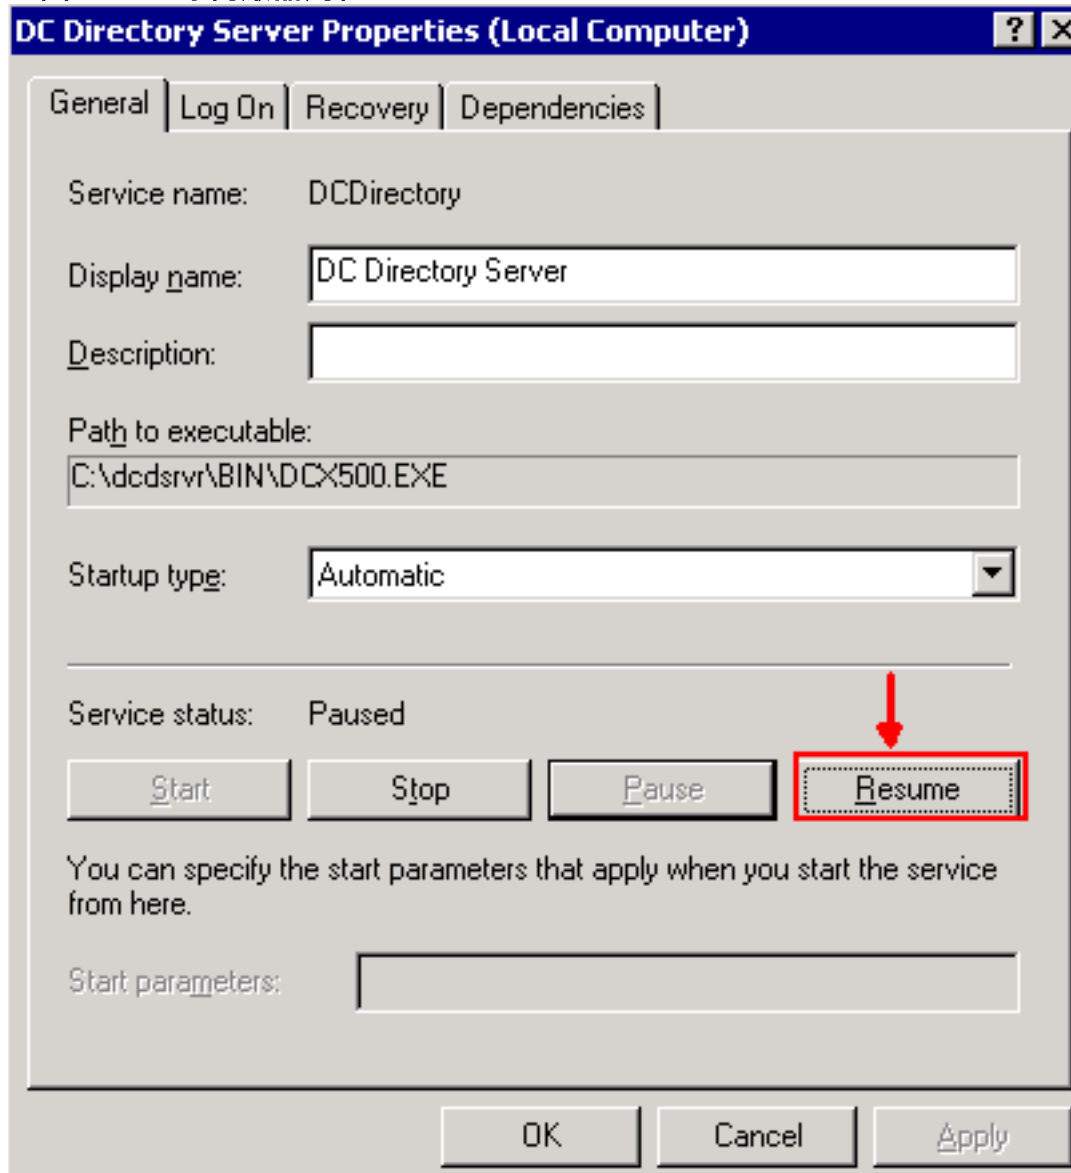 DC Directory Server Properties (Local Computer)
General Log On Recovery Dependencies
Service name: DCDirectory
Display name: DC Directory Server
Description:
Path to executable:
C:\dcdsrvr\BIN\DCX500.EXE
Startup type: Automatic
Service status: Paused
Start Stop Pause Resume
You can specify the start parameters that apply when you start the service
from here.
Start parameters:
OK Cancel Apply